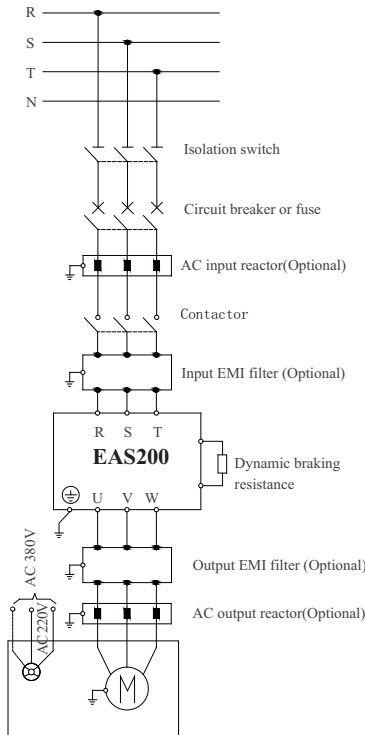 R
S
T
N
Isolation switch
Circuit breaker or fuse
AC input reactor(Optional)
Contactor
Input EMI filter (Optional)
R S T
EAS200
Dynamic braking
resistance
U V W
Output EMI filter (Optional)
AC 380V
AC 220V
AC output reactor(Optional)
M